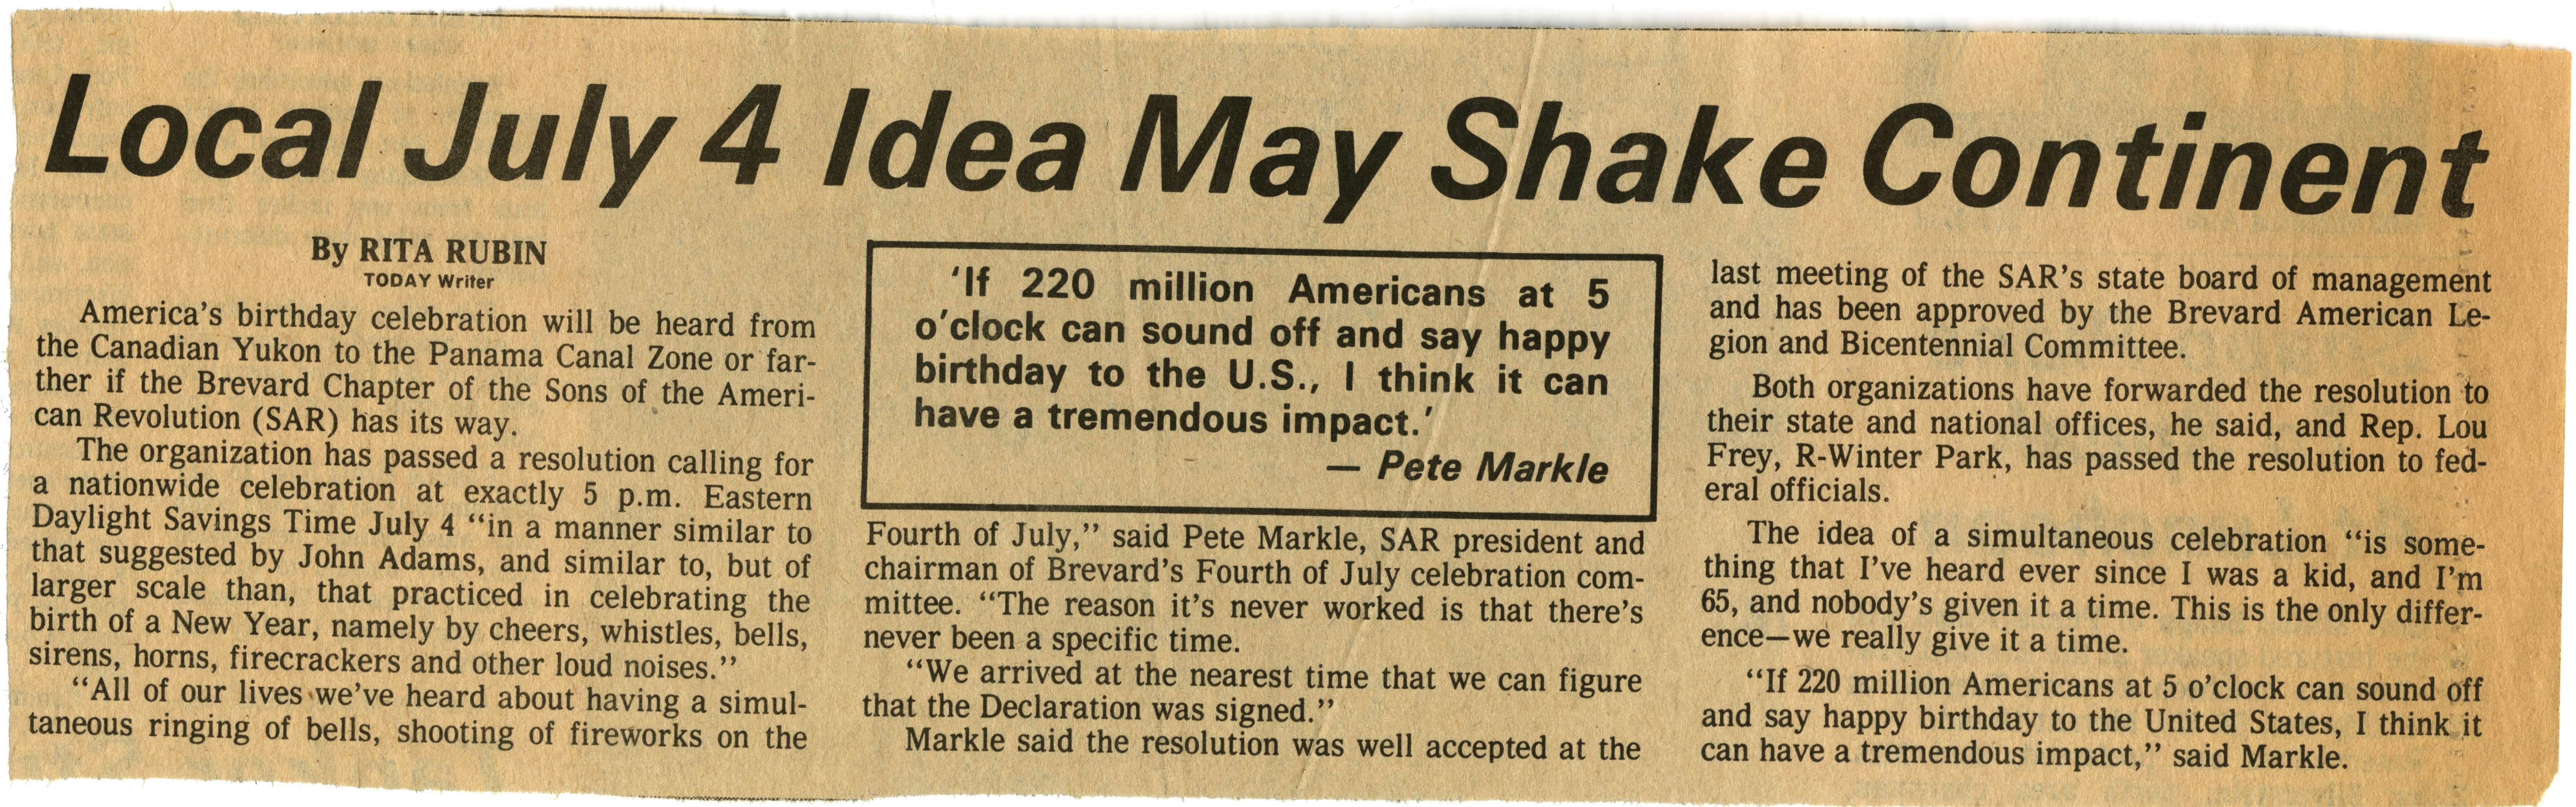 Local July 4 Idea May Shake Continent
By RITA RUBIN
TODAY Writer
America's birthday celebration will be heard from
the Canadian Yukon to the Panama Canal Zone or far-
ther if the Brevard Chapter of the Sons of the Ameri-
can Revolution (SAR) has its way.
The organization has passed a resolution calling for
a nationwide celebration at exactly 5 p.m. Eastern
Daylight Savings Time July 4 “in a manner similar to
that suggested by John Adams, and similar to, but of
larger scale than, that practiced in celebrating the
birth of a New Year, namely by cheers, whistles, bells,
sirens, horns, firecrackers and other loud noises.”
“All of our lives we've heard about having a simul-
taneous ringing of bells, shooting of fireworks on the
‘If 220 million Americans at 5
o'clock can sound off and say happy
birthday to the U.S., I think it can
have a tremendous impact.’
— Pete Markle
Fourth of July,” said Pete Markle, SAR president and
chairman of Brevard's Fourth of July celebration com-
mittee. “The reason it's never worked is that there's
never been a specific time.
“We arrived at the nearest time that we can figure
that the Declaration was signed.”
Markle said the resolution was well accepted at the
last meeting of the SAR's state board of management
and has been approved by the Brevard American Le-
gion and Bicentennial Committee.
Both organizations have forwarded the resolution to
their state and national offices, he said, and Rep. Lou
Frey, R-Winter Park, has passed the resolution to fed-
eral officials.
The idea of a simultaneous celebration “is some-
thing that I've heard ever since I was a kid, and I'm
65, and nobody's given it a time. This is the only differ-
ence—we really give it a time.
“If 220 million Americans at 5 o'clock can sound off
and say happy birthday to the United States, I think it
can have a tremendous impact,” said Markle.